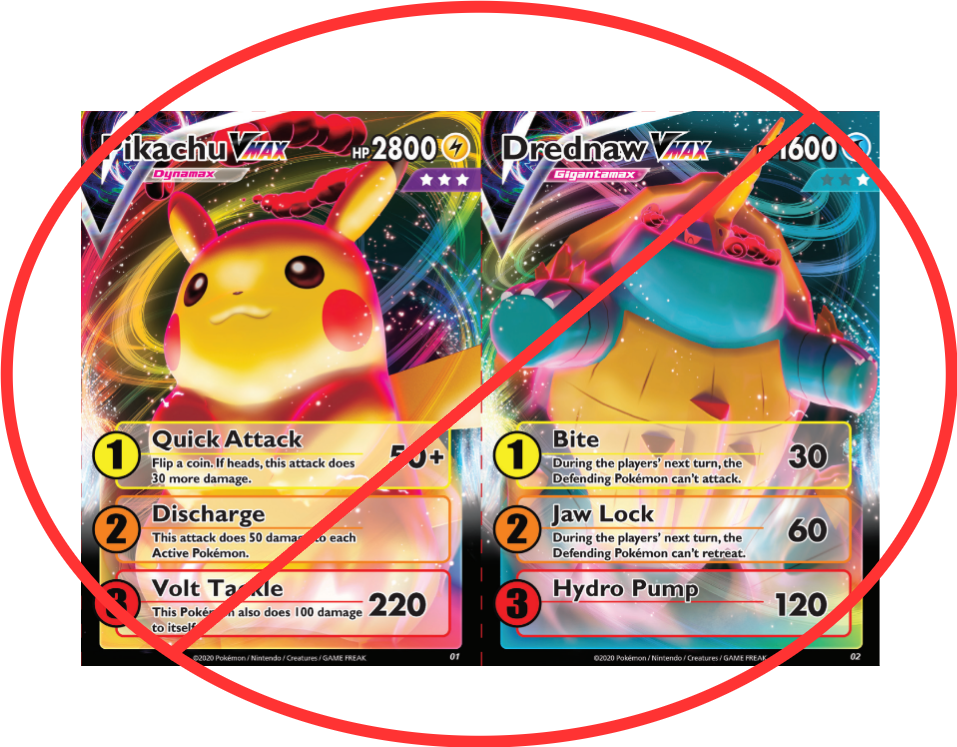 Pikachu VMAX
Dynamax
HP 2800
1
Quick Attack
Flip a coin. If heads, this attack does
30 more damage.
50+
2
Discharge
This attack does 50 damage to each
Active Pokémon.
3
Volt Tackle
This Pokémon also does 100 damage
to itself.
220
©2020 Pokémon / Nintendo / Creatures / GAME FREAK
01
Drednaw VMAX
Gigantamax
HP 1600
1
Bite
During the players' next turn, the
Defending Pokémon can't attack.
30
2
Jaw Lock
During the players' next turn, the
Defending Pokémon can't retreat.
60
3
Hydro Pump
120
©2020 Pokémon / Nintendo / Creatures / GAME FREAK
02